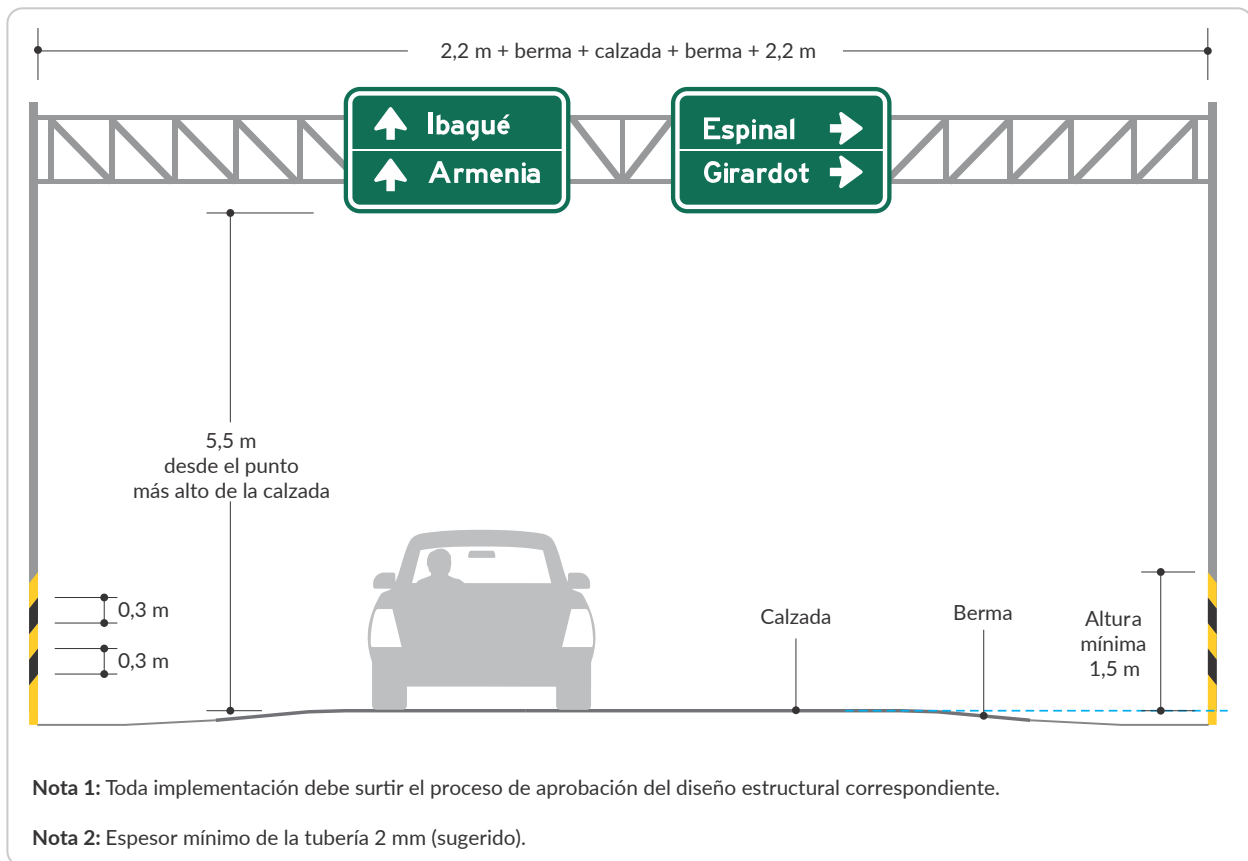 2,2 m + berma + calzada + berma + 2,2 m
Ibagué
Armenia
Espinal
Girardot
5,5 m
desde el punto
más alto de la calzada
0,3 m
0,3 m
Calzada
Berma
Altura
mínima
1,5 m
Nota 1: Toda implementación debe surtir el proceso de aprobación del diseño estructural correspondiente.
Nota 2: Espesor mínimo de la tubería 2 mm (sugerido).